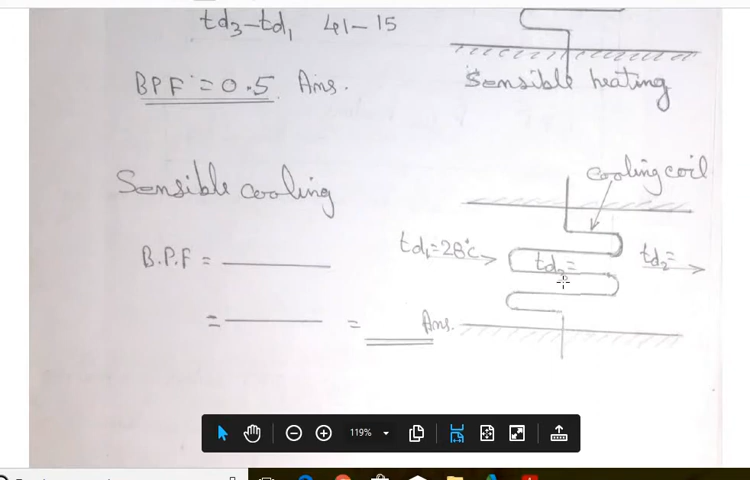 td₃-td₁ 41-15
BPF = 0.5 Ans.
Sensible heating
cooling coil
Sensible cooling
td₁=28°c
td₂=
B.P.F =
= = Ans.
119%